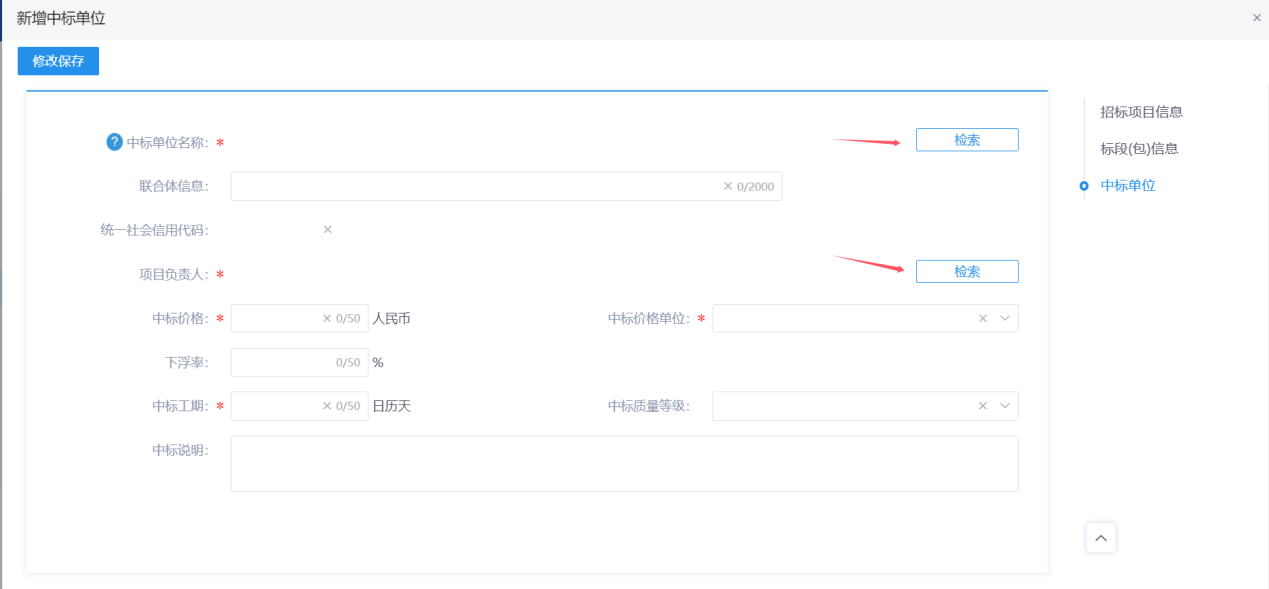 新增中标单位
×
修改保存
? 中标单位名称: *
检索
联合体信息:
× 0/2000
统一社会信用代码:
×
项目负责人: *
检索
中标价格: *
× 0/50 人民币
中标价格单位: *
×
下浮率:
0/50 %
中标工期: *
× 0/50 日历天
中标质量等级:
×
中标说明:
招标项目信息
标段(包)信息
中标单位